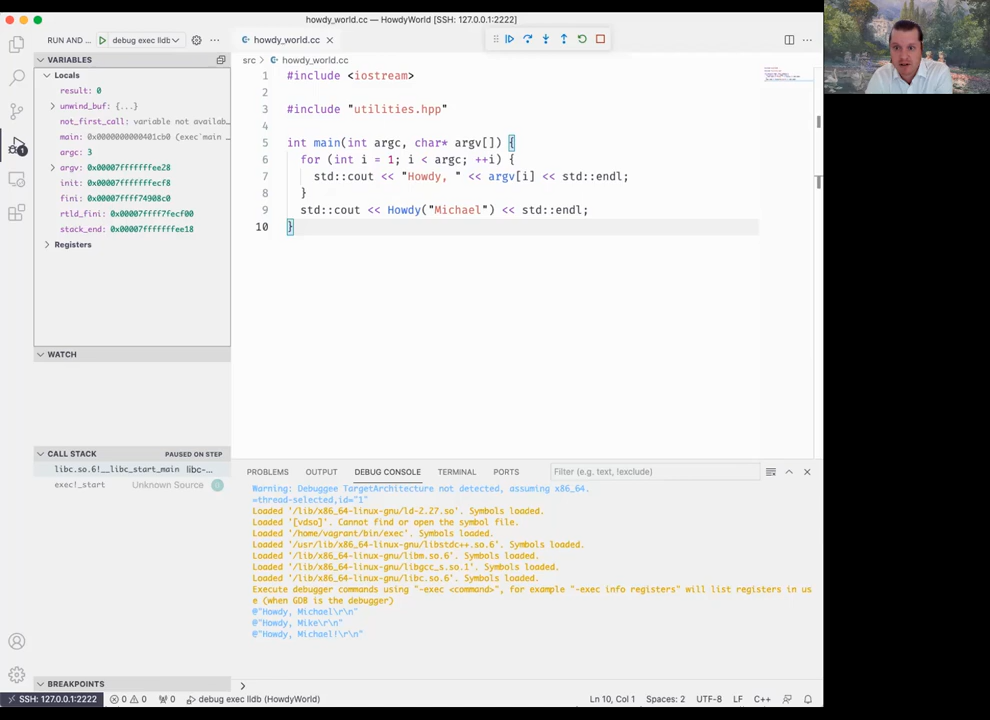 howdy_world.cc — HowdyWorld [SSH: 127.0.0.1:2222]
RUN AND ... debug exec lldb ···
howdy_world.cc ×
VARIABLES
src > howdy_world.cc
Locals
result: 0
unwind_buf: {...}
not_first_call: variable not availab…
main: 0x0000000000401cb0 (exec`main
argc: 3
argv: 0x00007fffffffee28
init: 0x00007fffffffecf8
fini: 0x00007ffff74908c0
rtld_fini: 0x00007ffff7fecf00
stack_end: 0x00007fffffffee18
Registers
1 #include <iostream>
2
3 #include "utilities.hpp"
4
5 int main(int argc, char* argv[]) {
6 for (int i = 1; i < argc; ++i) {
7 std::cout << "Howdy, " << argv[i] << std::endl;
8 }
9 std::cout << Howdy("Michael") << std::endl;
10 }
1
WATCH
CALL STACK PAUSED ON STEP
libc.so.6!__libc_start_main libc-...
exec!_start Unknown Source
BREAKPOINTS
PROBLEMS OUTPUT DEBUG CONSOLE TERMINAL PORTS Filter (e.g. text, !exclude)
Warning: Debuggee TargetArchitecture not detected, assuming x86_64.
=thread-selected,id="1"
Loaded '/lib/x86_64-linux-gnu/ld-2.27.so'. Symbols loaded.
Loaded '[vdso]'. Cannot find or open the symbol file.
Loaded '/home/vagrant/bin/exec'. Symbols loaded.
Loaded '/usr/lib/x86_64-linux-gnu/libstdc++.so.6'. Symbols loaded.
Loaded '/lib/x86_64-linux-gnu/libm.so.6'. Symbols loaded.
Loaded '/lib/x86_64-linux-gnu/libgcc_s.so.1'. Symbols loaded.
Loaded '/lib/x86_64-linux-gnu/libc.so.6'. Symbols loaded.
Execute debugger commands using "-exec <command>", for example "-exec info registers" will list registers in us
e (when GDB is the debugger)
@"Howdy, Michael\r\n"
@"Howdy, Mike\r\n"
@"Howdy, Michael!\r\n"
>
SSH: 127.0.0.1:2222 0 0 0 debug exec lldb (HowdyWorld) Ln 10, Col 1 Spaces: 2 UTF-8 LF C++